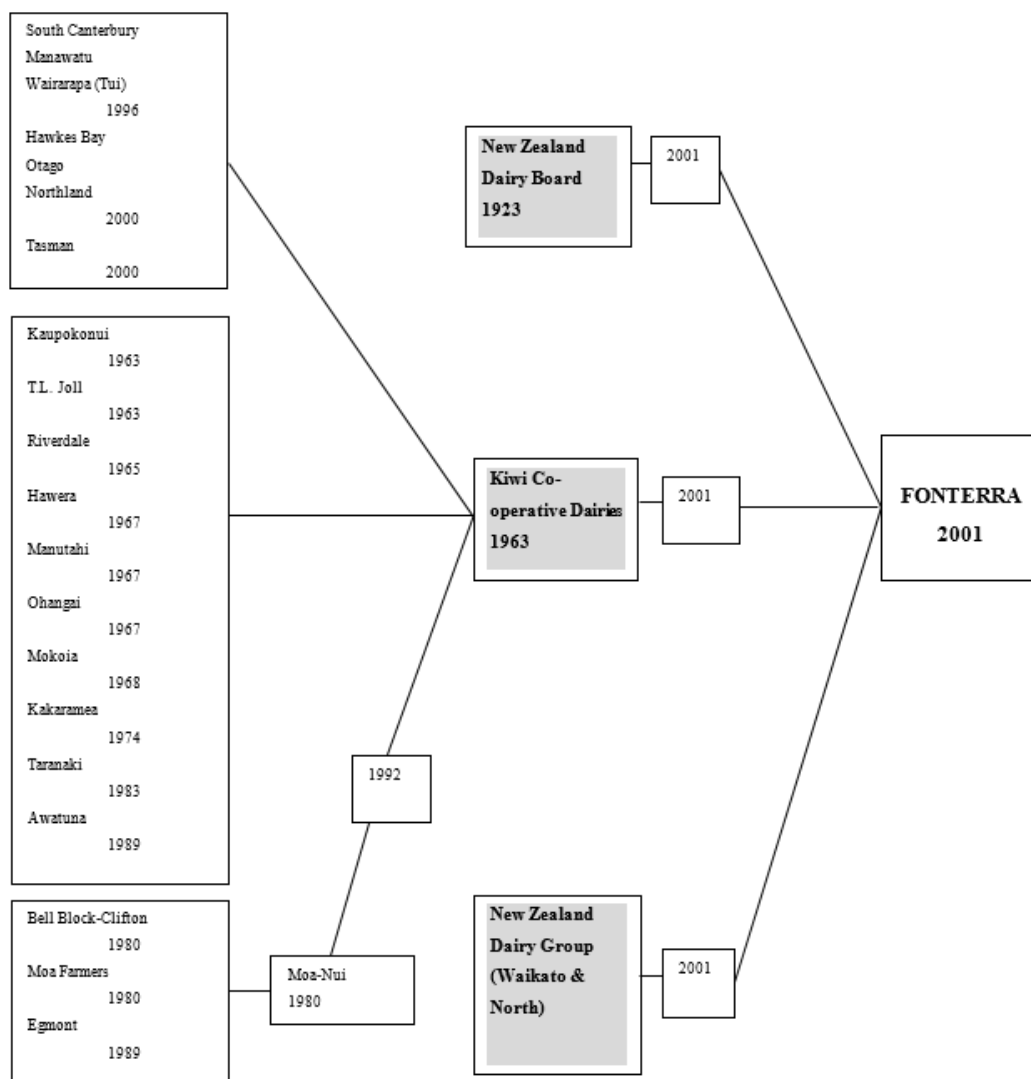 South Canterbury
Manawatu
Wairarapa (Tui)
1996
Hawkes Bay
Otago
Northland
2000
Tasman
2000
Kaupokonui
1963
T.L. Joll
1963
Riverdale
1965
Hawera
1967
Manutahi
1967
Ohangai
1967
Mokoia
1968
Kakaramea
1974
Taranaki
1983
Awatuna
1989
Bell Block-Clifton
1980
Moa Farmers
1980
Egmont
1989
Moa-Nui
1980
1992
New Zealand
Dairy Board
1923
2001
Kiwi Co-
operative Dairies
1963
2001
New Zealand
Dairy Group
(Waikato &
North)
2001
FONTERRA
2001